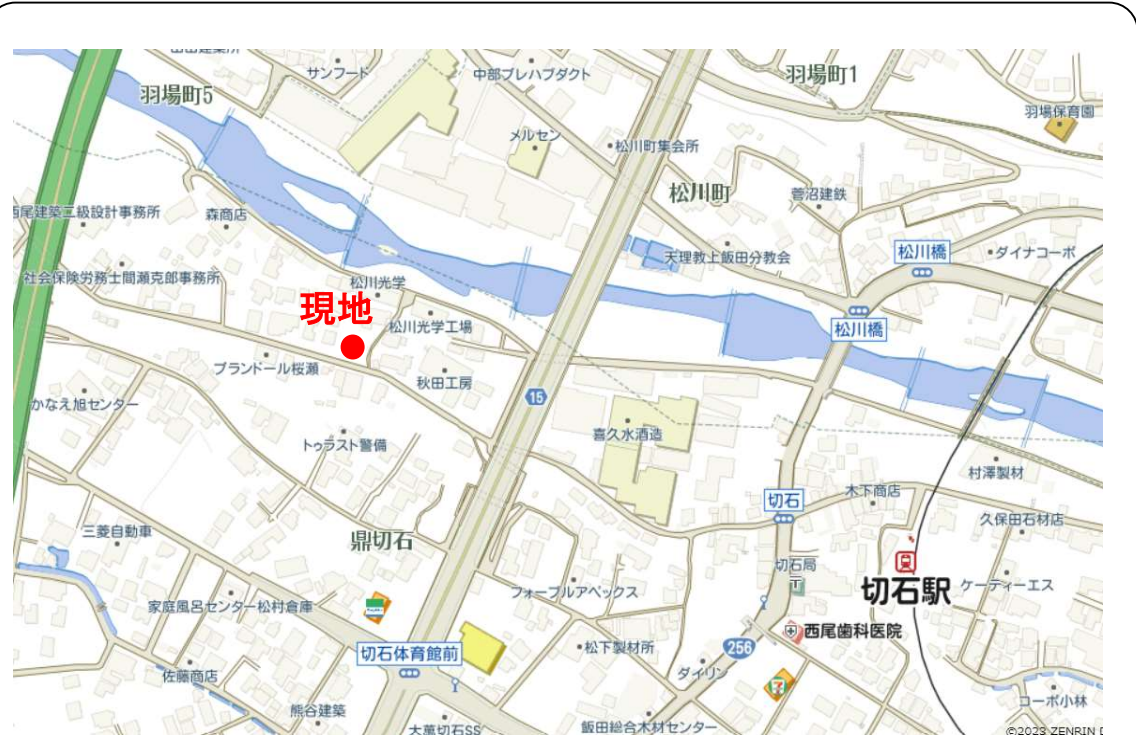 サンフード
中部プレハブダクト
羽場町1
羽場町5
羽場保育園
メルセン
松川町集会所
松川町
菅沼建鉄
森商店
天理教上飯田分教会
松川橋
ダイナコーポ
社会保険労務士間瀬克郎事務所
松川光学
現地
松川光学工場
松川橋
ブランドール桜瀬
秋田工房
15
かなえ旭センター
トゥラスト警備
喜久水酒造
村澤製材
切石
木下商店
三菱自動車
鼎切石
久保田石材店
切石局
切石駅
ケーティーエス
家庭風呂センター松村倉庫
フォーブルアペックス
西尾歯科医院
切石体育館前
松下製材所
256
ダイリン
佐藤商店
7
コーポ小林
熊谷建築
大萬切石SS
飯田総合木材センター
©2023 ZENRIN